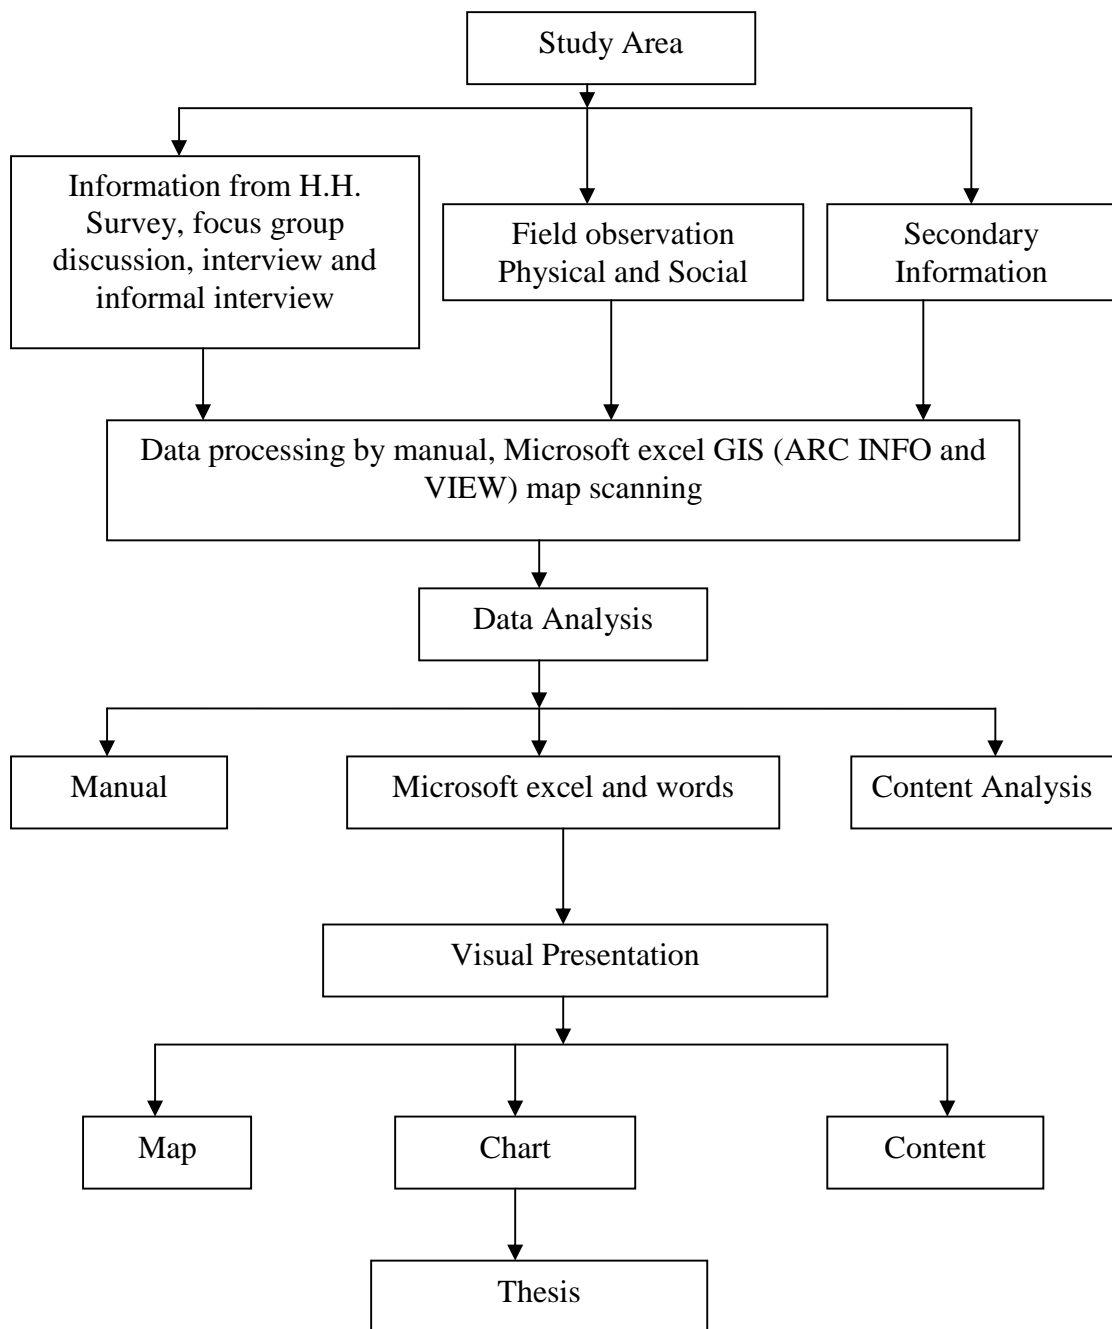 Study Area
Information from H.H.
Survey, focus group
discussion, interview and
informal interview
Field observation
Physical and Social
Secondary
Information
Data processing by manual, Microsoft excel GIS (ARC INFO and
VIEW) map scanning
Data Analysis
Manual
Microsoft excel and words
Content Analysis
Visual Presentation
Map
Chart
Content
Thesis